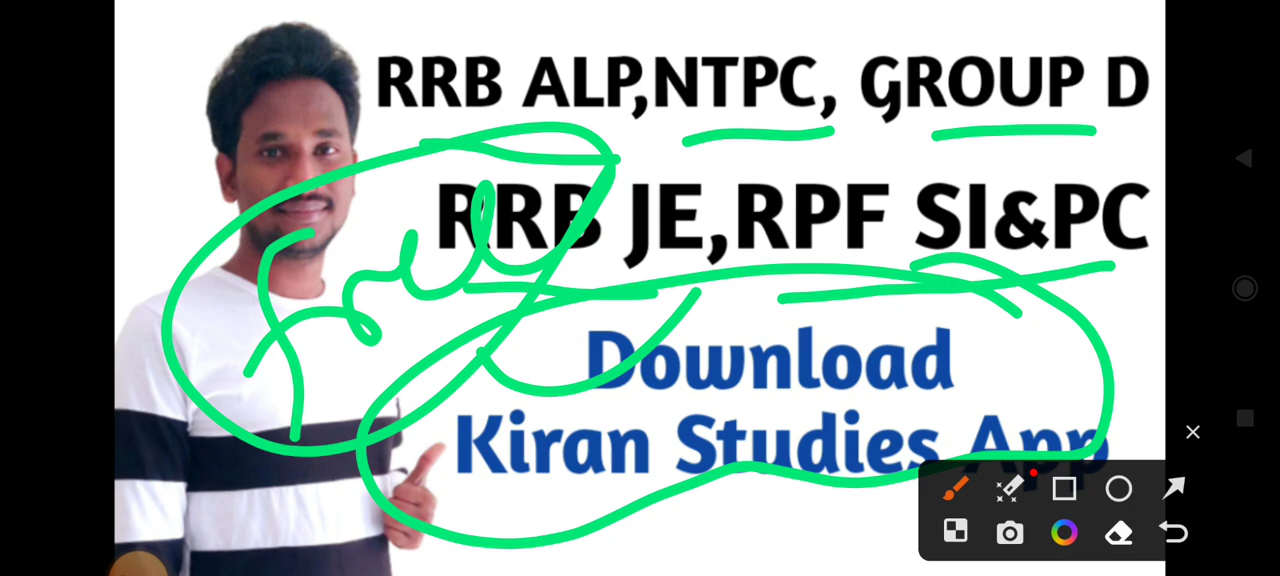 RRB ALP,NTPC, GROUP D
RRB JE,RPF SI&PC
Free
Download
Kiran Studies App